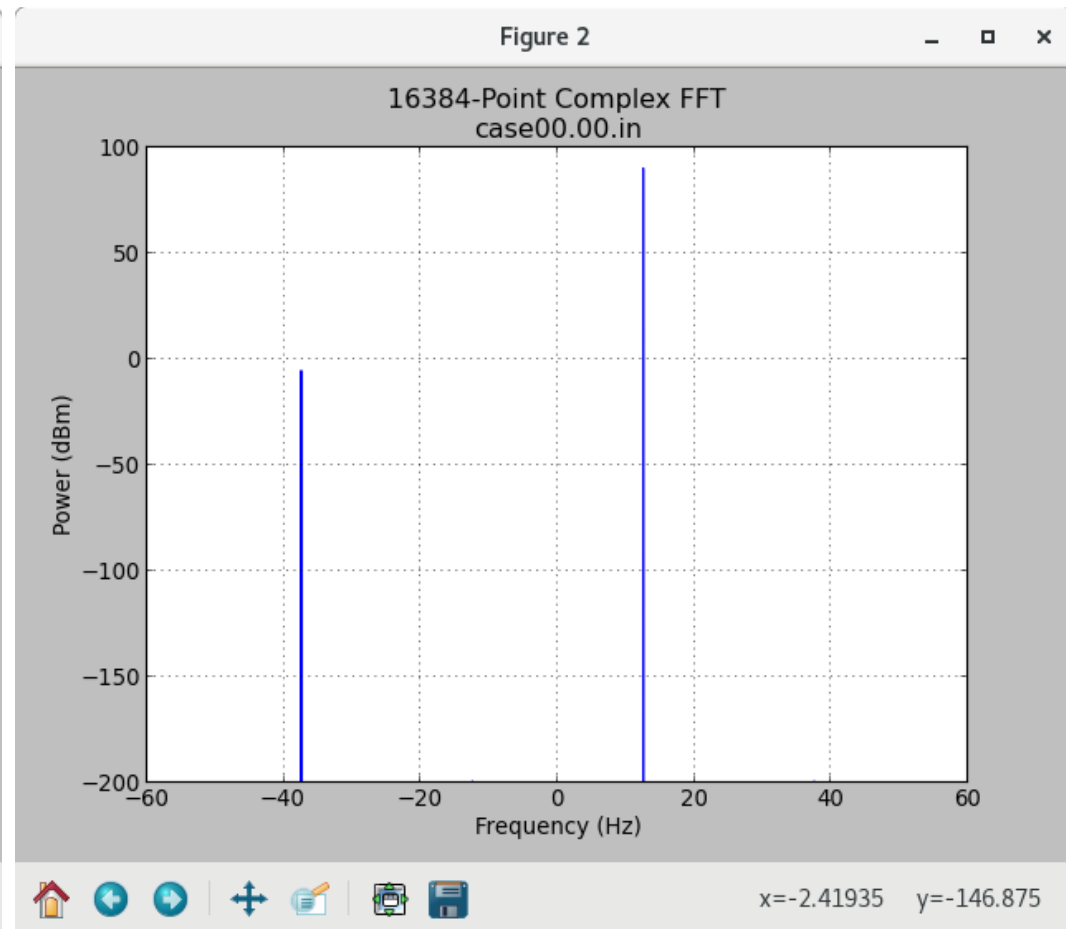 Figure 2
16384-Point Complex FFT
case00.00.in
100
50
0
−50
−100
−150
−200
Power (dBm)
−60
−40
−20
0
20
40
60
Frequency (Hz)
x=-2.41935 y=-146.875